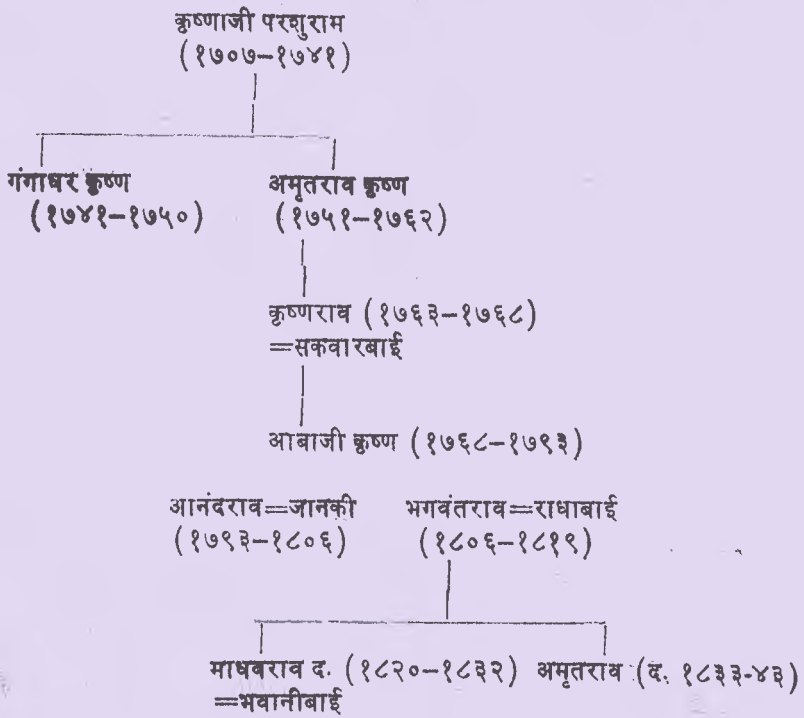 कृष्णाजी परशुराम
(१७०७–१७४१)
गंगाधर कृष्ण अमृतराव कृष्ण
(१७४१–१७५०) (१७५१–१७६२)
कृष्णराव (१७६३–१७६८)
=सकवारबाई
आबाजी कृष्ण (१७६८–१७९३)
आनंदराव=जानकी भगवंतराव=राधाबाई
(१७९३–१८०६) (१८०६–१८१९)
माधवराव द. (१८२०–१८३२) अमृतराव (द. १८३३-४३)
=भवानीबाई